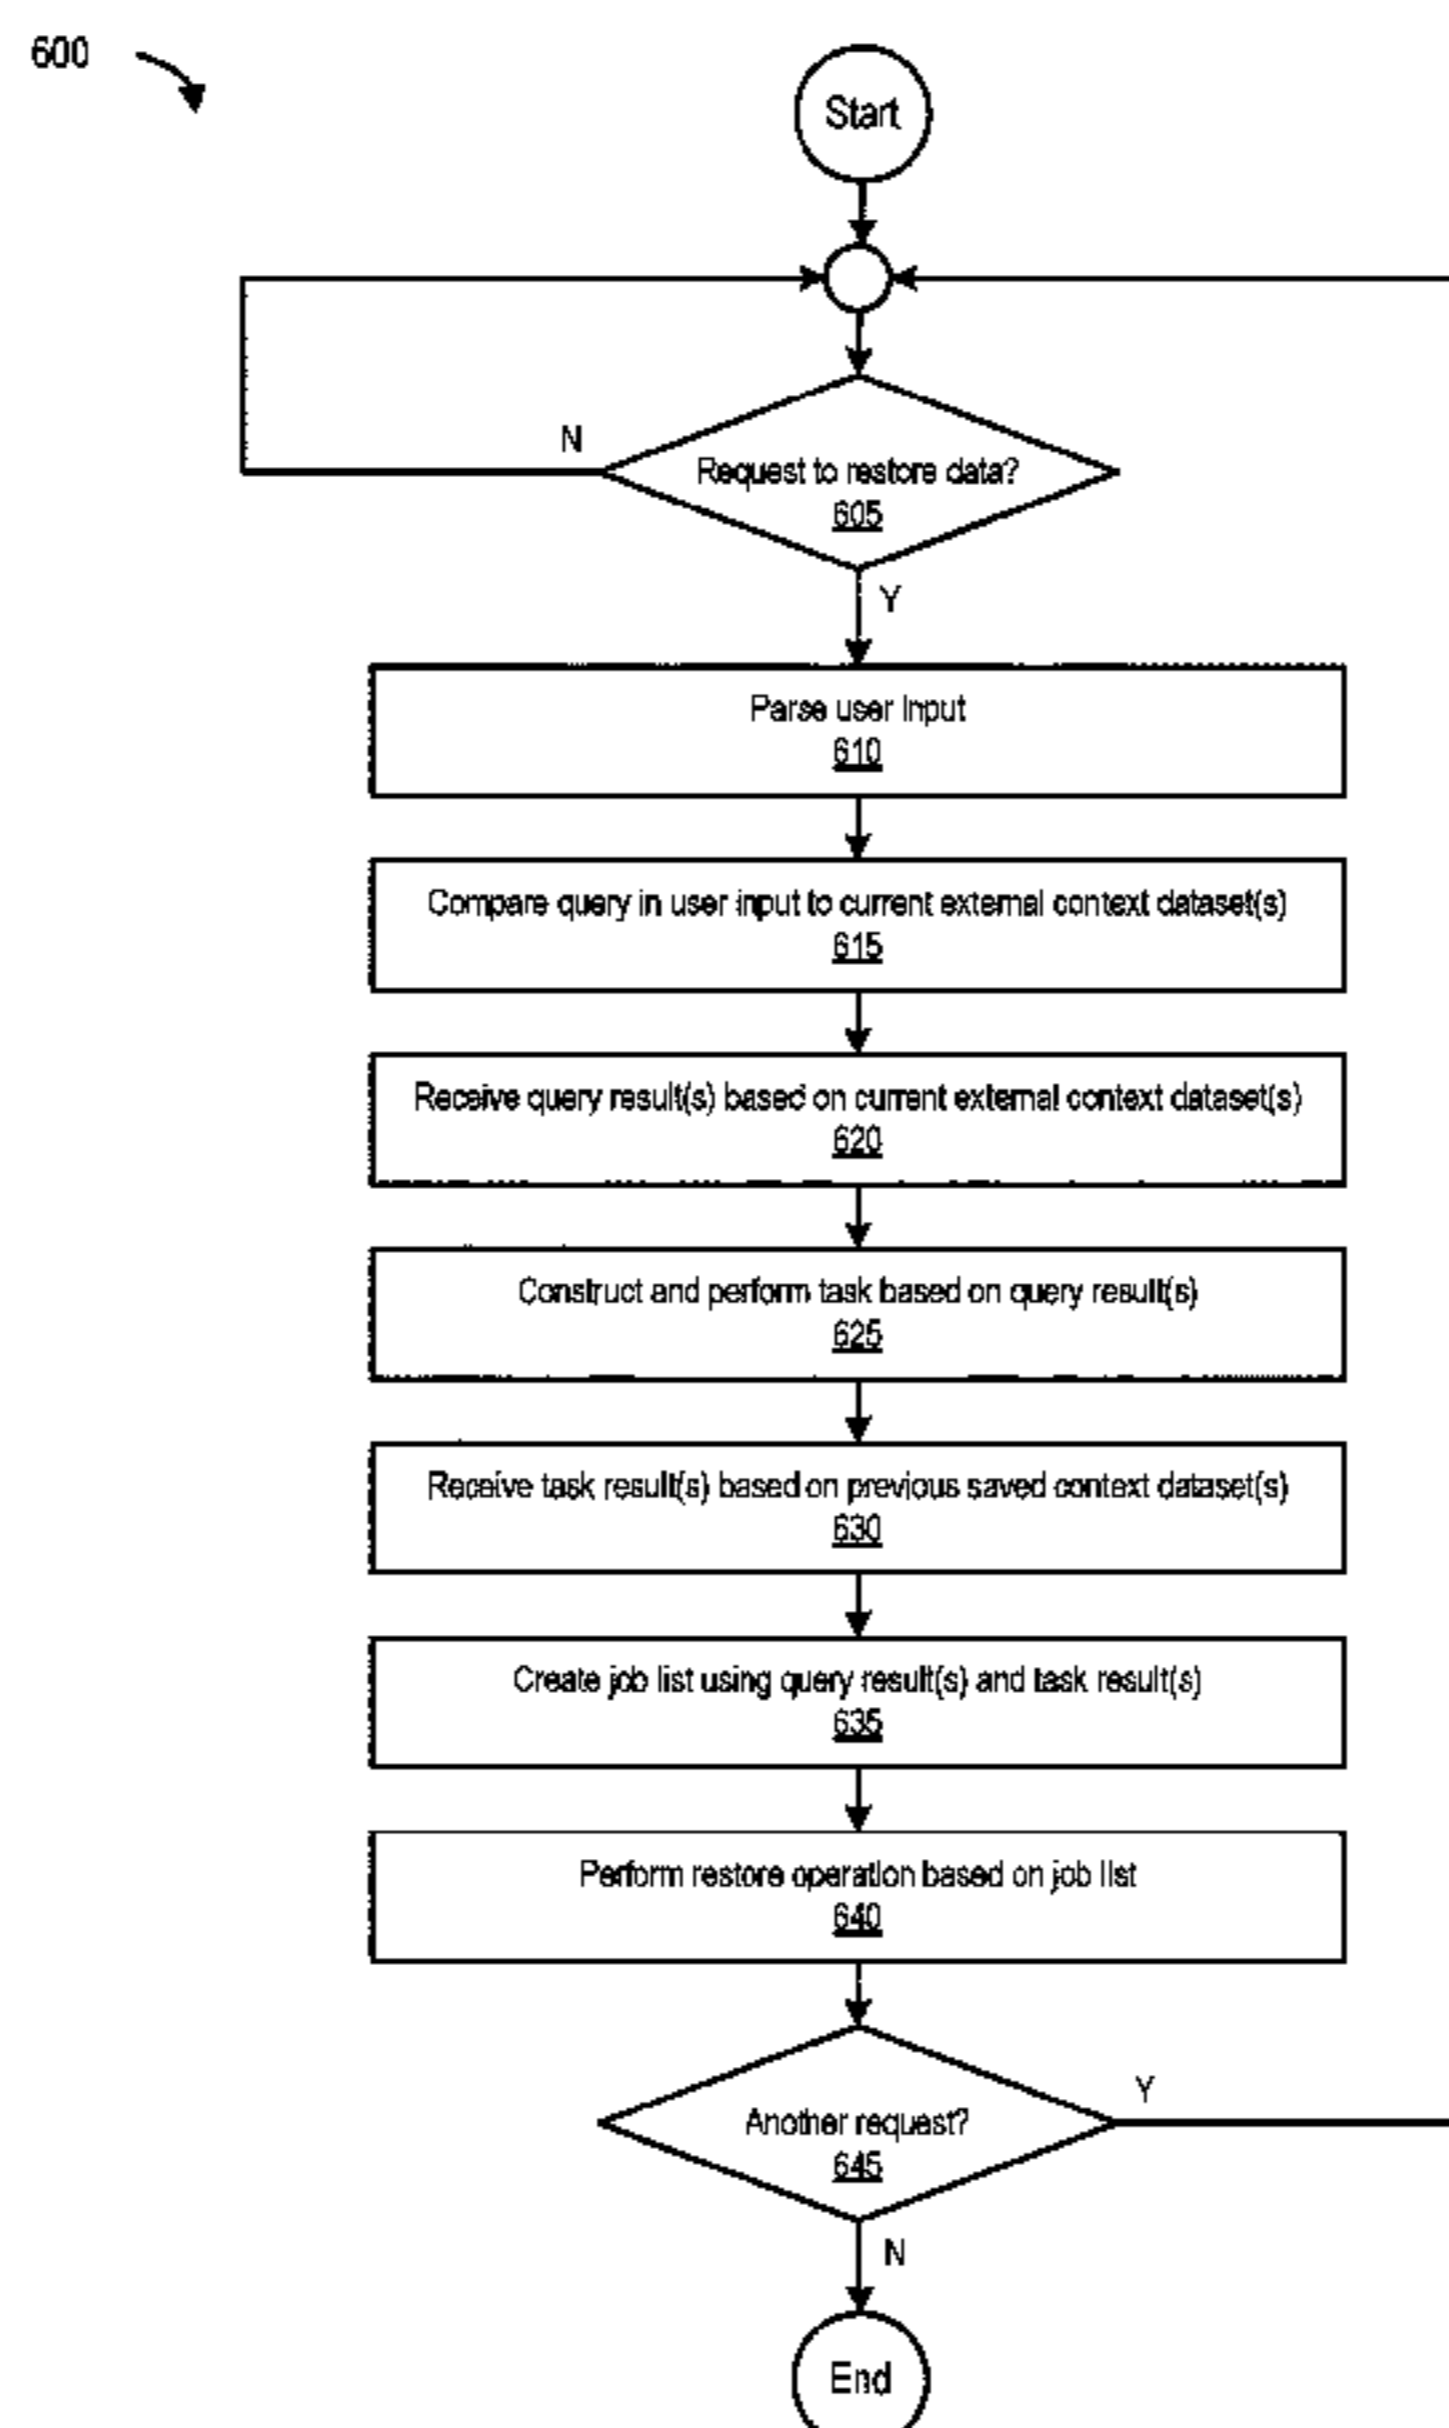 600
Start
N
Request to restore data?
605
Y
Parse user input
610
Compare query in user input to current external context dataset(s)
615
Receive query result(s) based on current external context dataset(s)
620
Construct and perform task based on query result(s)
625
Receive task result(s) based on previous saved context dataset(s)
630
Create job list using query result(s) and task result(s)
635
Perform restore operation based on job list
640
Y
Another request?
645
N
End